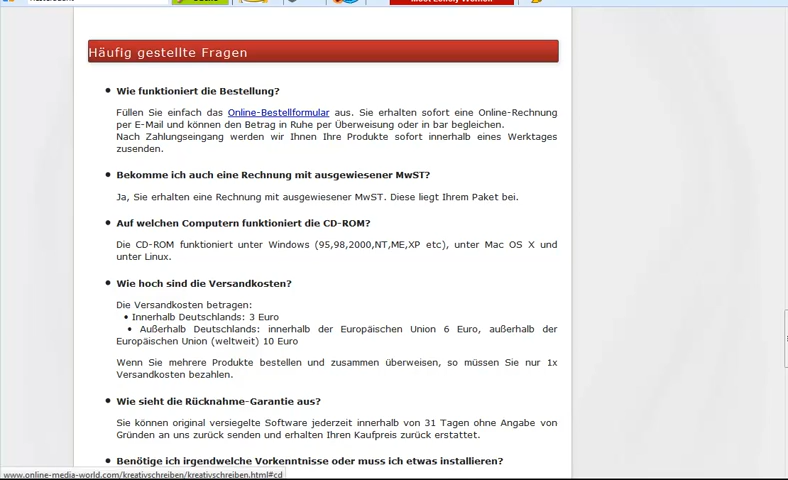 Häufig gestellte Fragen
• Wie funktioniert die Bestellung?
Füllen Sie einfach das Online-Bestellformular aus. Sie erhalten sofort eine Online-Rechnung
per E-Mail und können den Betrag in Ruhe per Überweisung oder in bar begleichen.
Nach Zahlungseingang werden wir Ihnen Ihre Produkte sofort innerhalb eines Werktages
zusenden.
• Bekomme ich auch eine Rechnung mit ausgewiesener MwST?
Ja, Sie erhalten eine Rechnung mit ausgewiesener MwST. Diese liegt Ihrem Paket bei.
• Auf welchen Computern funktioniert die CD-ROM?
Die CD-ROM funktioniert unter Windows (95,98,2000,NT,ME,XP etc), unter Mac OS X und
unter Linux.
• Wie hoch sind die Versandkosten?
Die Versandkosten betragen:
• Innerhalb Deutschlands: 3 Euro
• Außerhalb Deutschlands: innerhalb der Europäischen Union 6 Euro, außerhalb der
Europäischen Union (weltweit) 10 Euro
Wenn Sie mehrere Produkte bestellen und zusammen überweisen, so müssen Sie nur 1x
Versandkosten bezahlen.
• Wie sieht die Rücknahme-Garantie aus?
Sie können original versiegelte Software jederzeit innerhalb von 31 Tagen ohne Angabe von
Gründen an uns zurück senden und erhalten Ihren Kaufpreis zurück erstattet.
• Benötige ich irgendwelche Vorkenntnisse oder muss ich etwas installieren?
www.online-media-world.com/kreativschreiben/kreativschreiben.html#cd